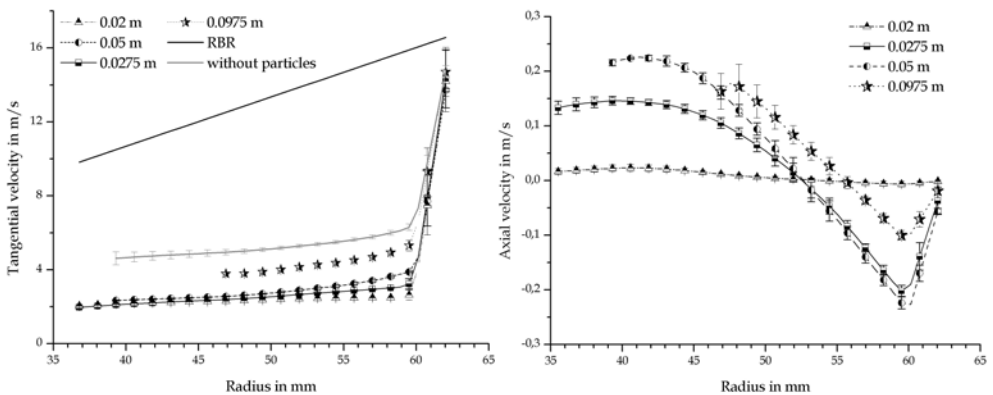 0.02 m
0.0975 m
0.05 m
RBR
0.0275 m
without particles
Tangential velocity in m/s
16
12
8
4
0
35
40
45
50
55
60
65
Radius in mm
0.02 m
0.0275 m
0.05 m
0.0975 m
Axial velocity in m/s
0,3
0,2
0,1
0,0
-0,1
-0,2
-0,3
35
40
45
50
55
60
65
Radius in mm